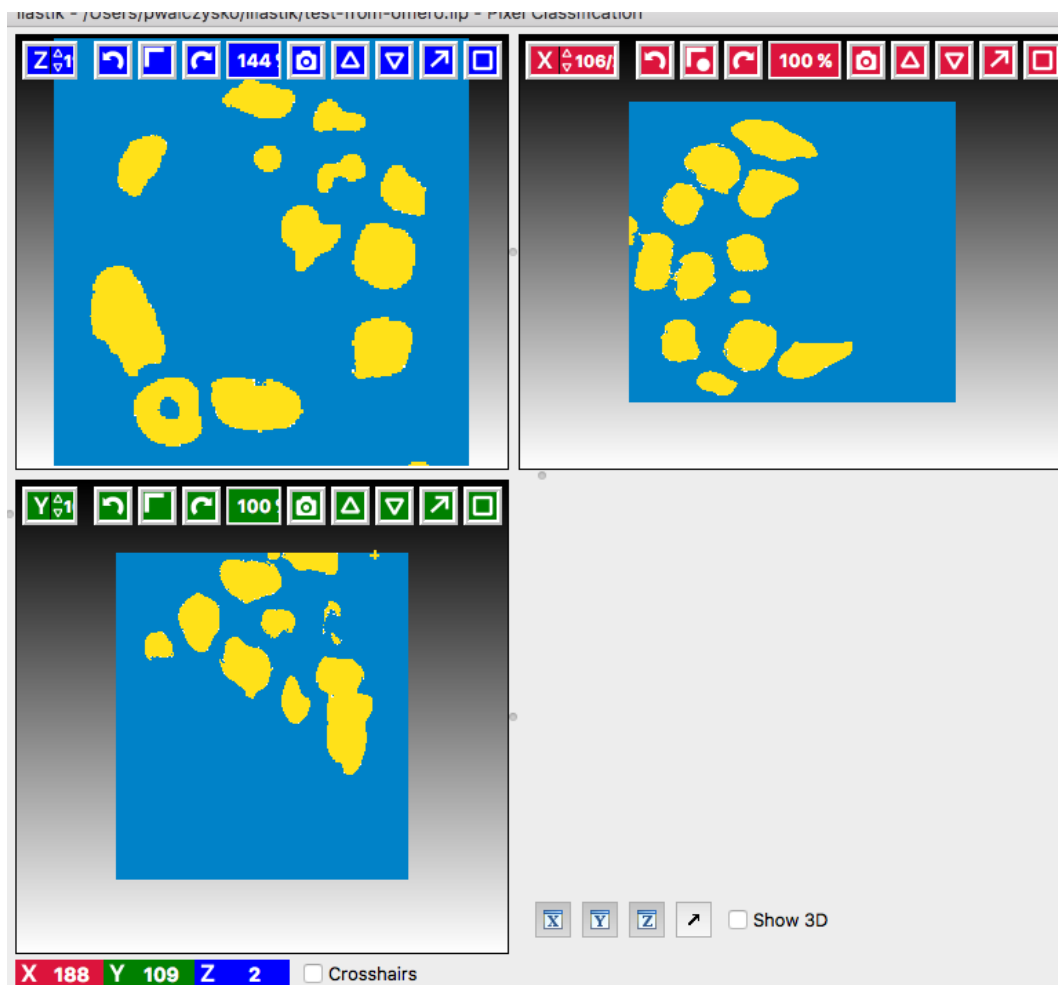 ilastik - /Users/pwalczysko/ilastik/test-from-omero.ilp - Pixel Classification
Z 144
X 106/ 100 %
Y 100
X Y Z Show 3D
X 188 Y 109 Z 2 Crosshairs